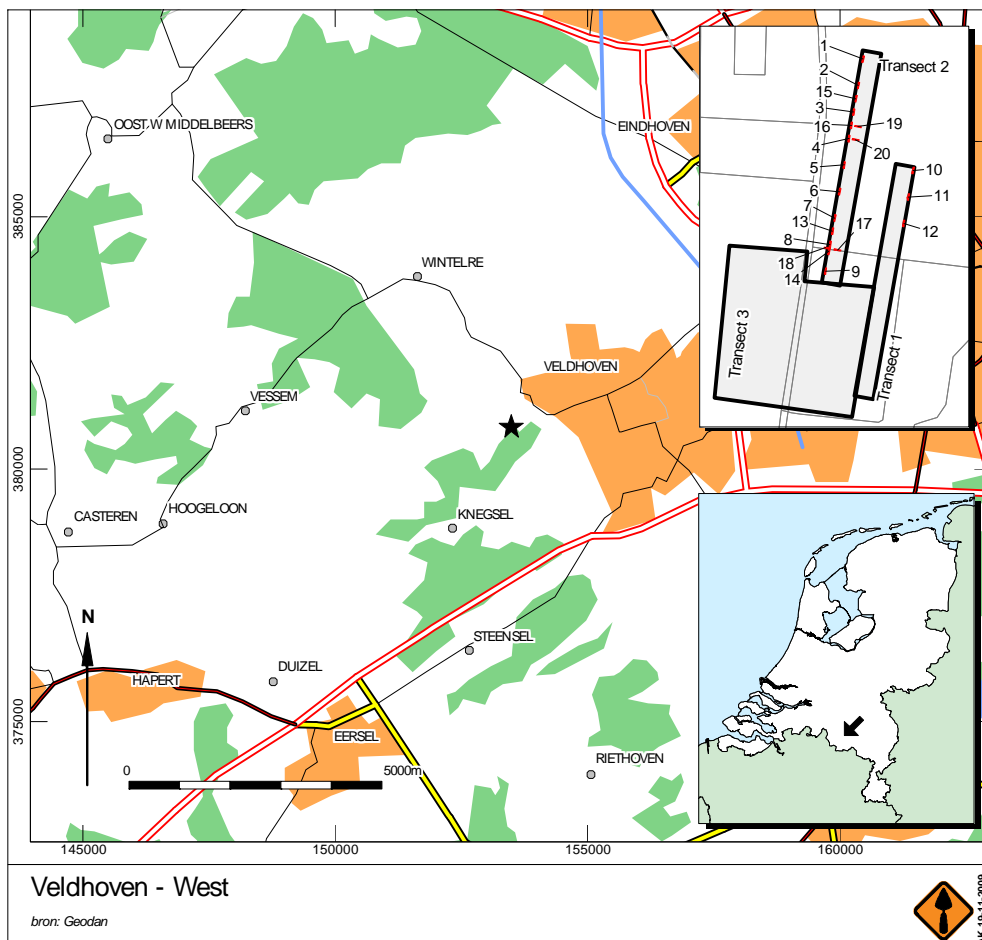 OOST.W MIDDELBEERS
EINDHOVEN
WINTELRE
VELDHOVEN
VESSEM
CASTEREN
HOOGELOON
KNEGSEL
STEENSEL
DUIZEL
HAPERT
EERSEL
RIETHOVEN
N
0
5000m
3855000
380000
375000
145000
150000
155000
160000
1
2
15
3
16
4
5
6
7
13
8
18
14
19
20
17
9
10
11
12
Transect 2
Transect 3
Transect 1
Veldhoven - West
bron: Geodan